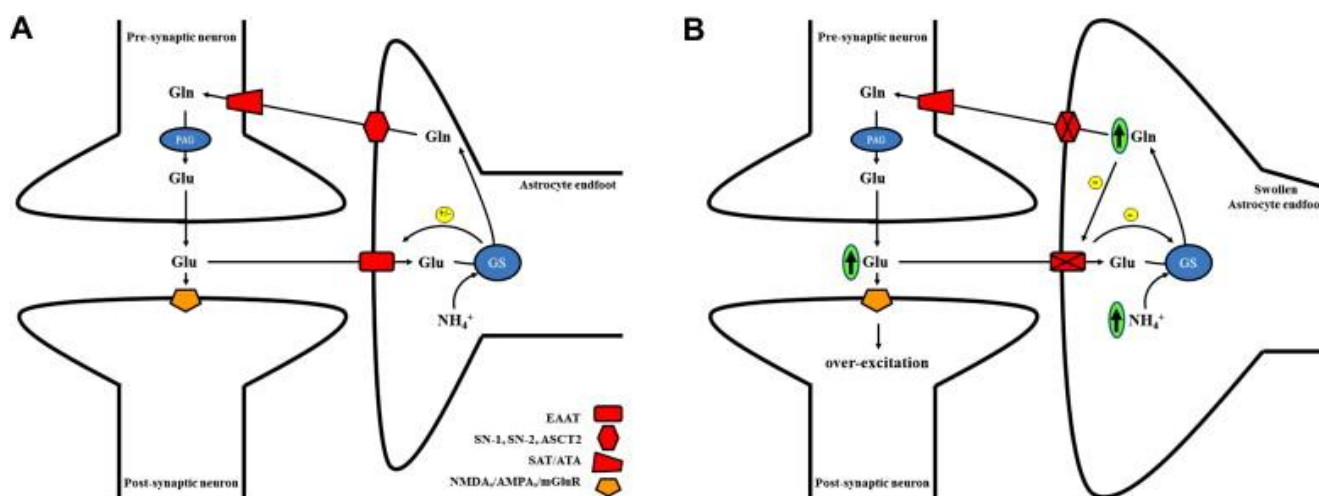 A
Pre-synaptic neuron
Gln
PAG
Glu
Gln
Astrocyte endfoot
+/-
Glu
Glu
GS
NH₄⁺
EAAT
SN-1, SN-2, ASCT2
SAT/ATA
NMDAᵣ/AMPAᵣ/mGluR
Post-synaptic neuron
B
Pre-synaptic neuron
Gln
PAG
Glu
Gln
-
-
Swollen
Astrocyte endfoot
Glu
Glu
GS
NH₄⁺
over-excitation
Post-synaptic neuron